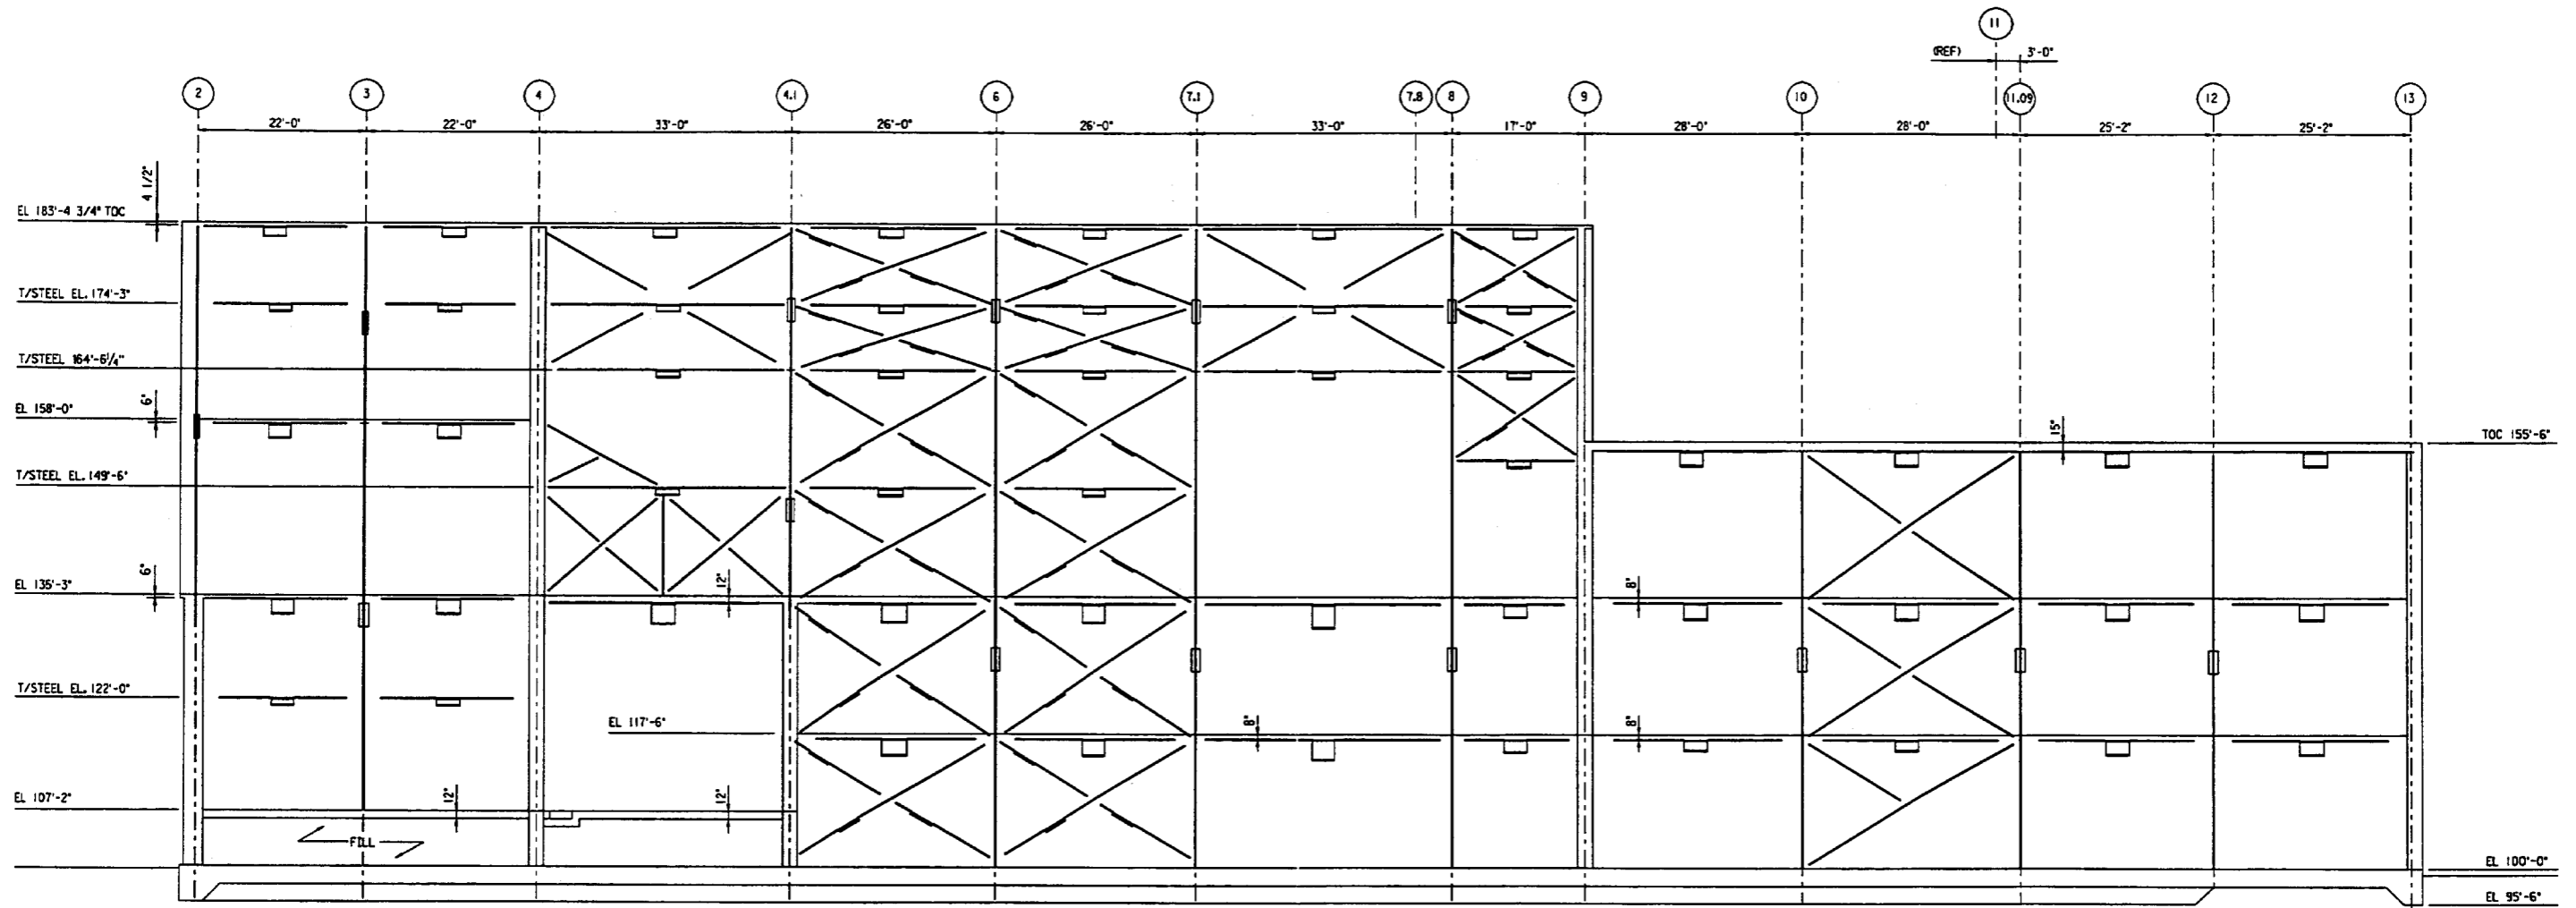 11
(REF) 3'-0"
2 3 4 4.1 6 7.1 7.8 8 9 10 11.09 12 13
22'-0" 22'-0" 33'-0" 26'-0" 26'-0" 33'-0" 17'-0" 28'-0" 28'-0" 25'-2" 25'-2"
4 1/2"
EL 183'-4 3/4" TOC
T/STEEL EL. 174'-3"
T/STEEL 164'-6 1/4"
6"
EL 158'-0"
15"
TOC 155'-6"
T/STEEL EL. 149'-6"
6"
EL 135'-3"
12"
8"
T/STEEL EL. 122'-0"
EL 117'-6"
8"
8"
EL 107'-2"
12"
12"
FILL
EL 100'-0"
EL 95'-6"